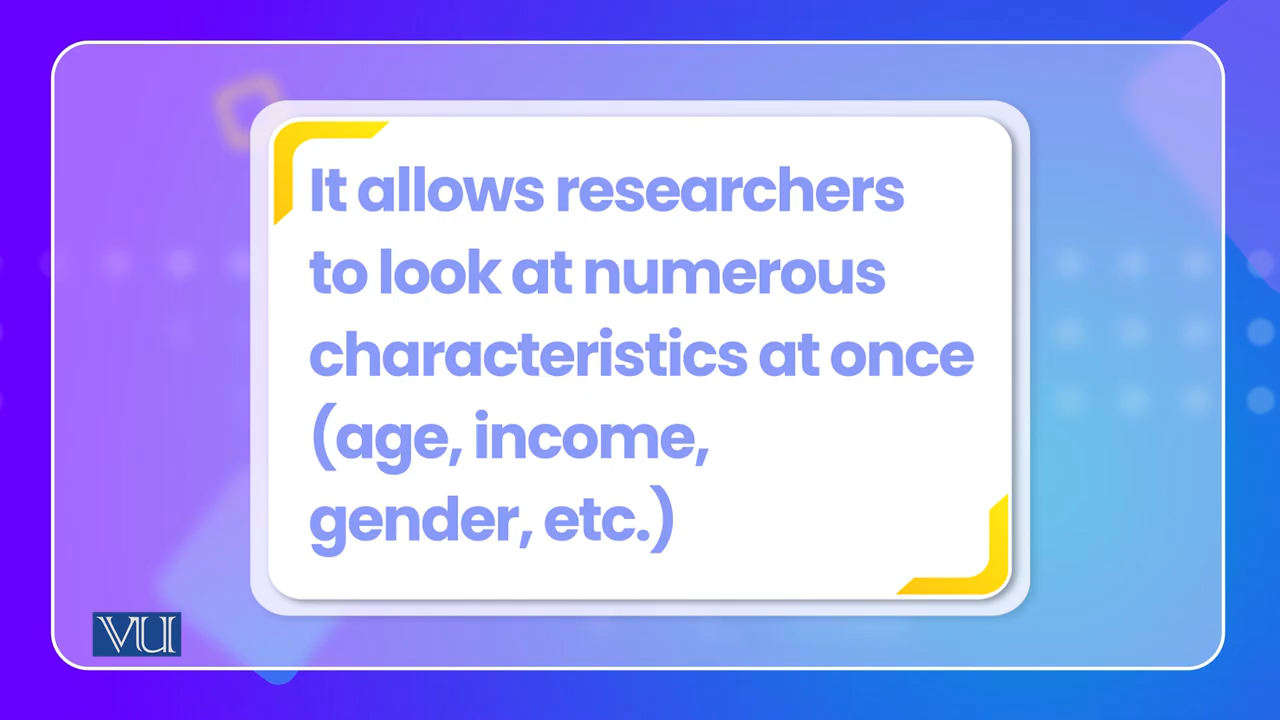 It allows researchers
to look at numerous
characteristics at once
(age, income,
gender, etc.)
VU